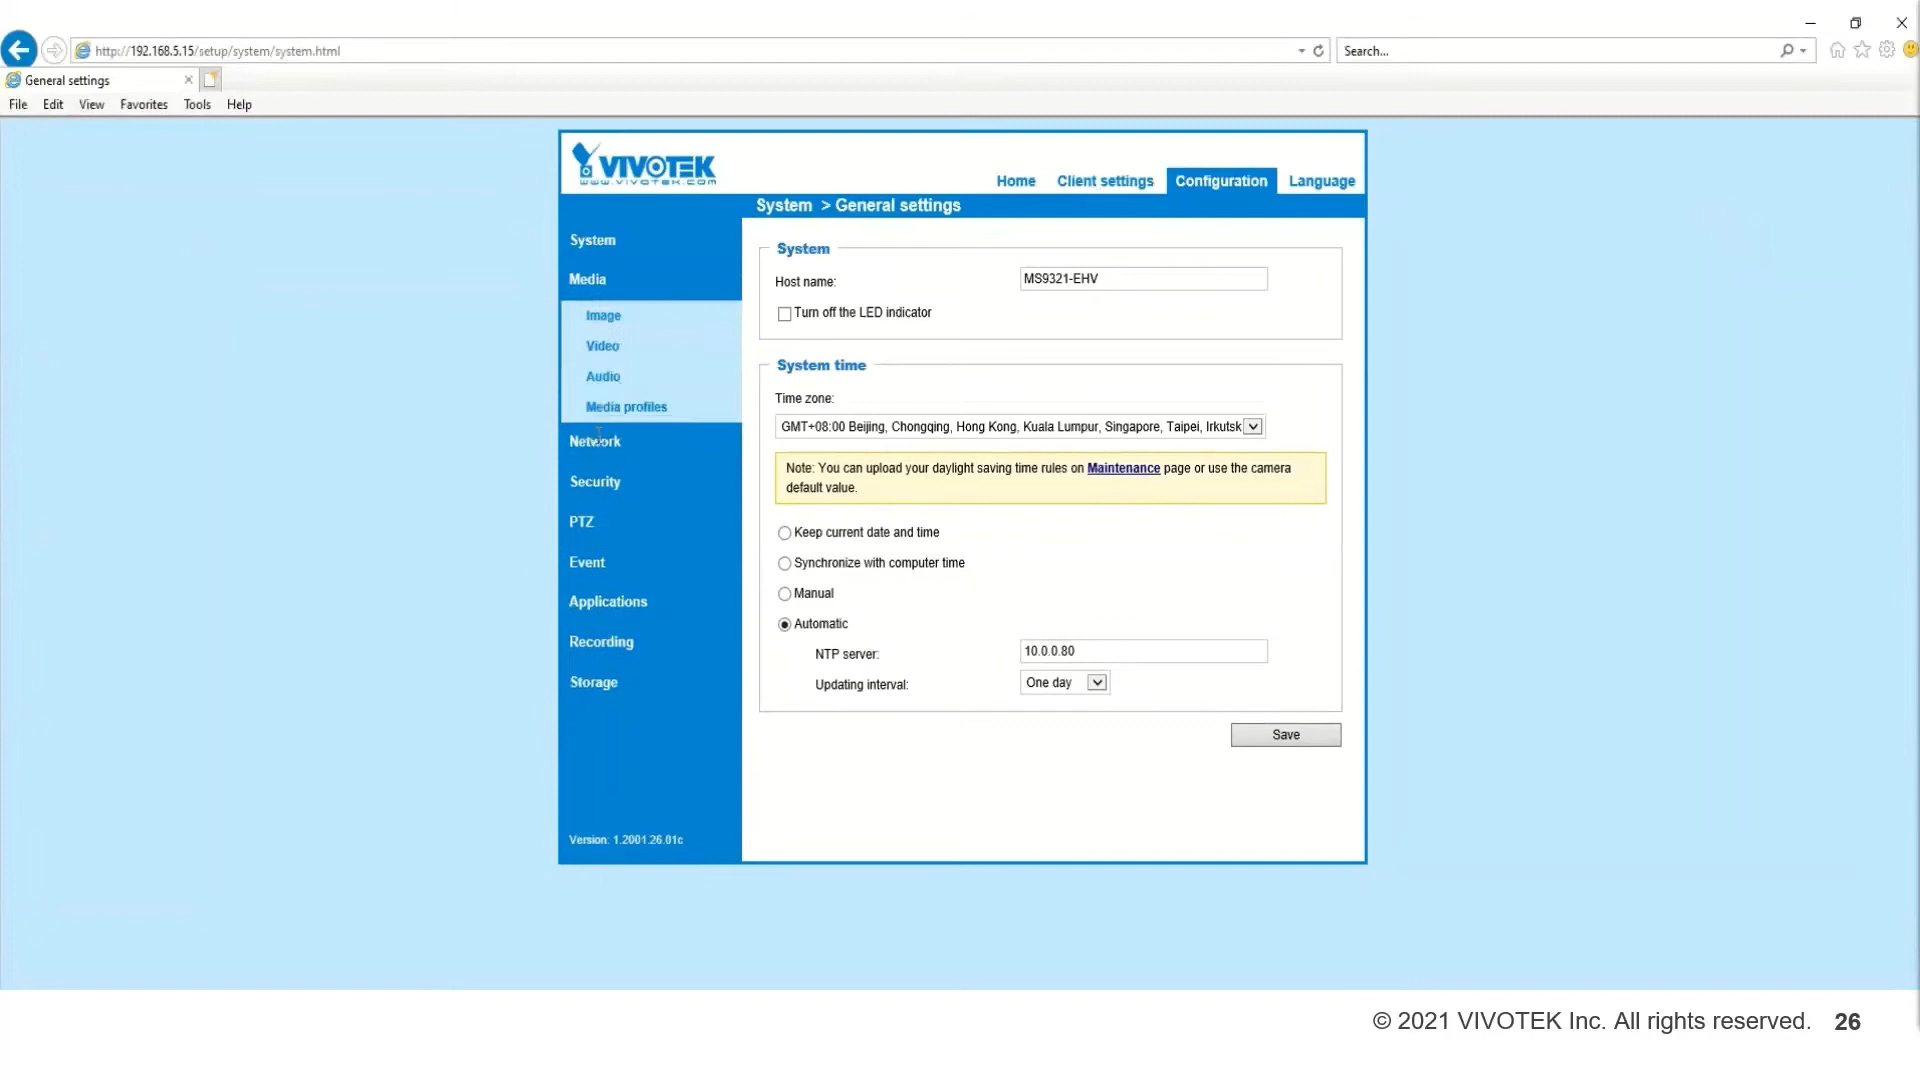 http://192.168.5.15/setup/system/system.html
Search...
General settings
File Edit View Favorites Tools Help
VIVOTEK
www.vivotek.com
Home Client settings Configuration Language
System > General settings
System
Media
Image
Video
Audio
Media profiles
Network
Security
PTZ
Event
Applications
Recording
Storage
Version: 1.2001.26.01c
System
Host name: MS9321-EHV
Turn off the LED indicator
System time
Time zone:
GMT+08:00 Beijing, Chongqing, Hong Kong, Kuala Lumpur, Singapore, Taipei, Irkutsk
Note: You can upload your daylight saving time rules on Maintenance page or use the camera
default value.
Keep current date and time
Synchronize with computer time
Manual
Automatic
NTP server: 10.0.0.80
Updating interval: One day
Save
© 2021 VIVOTEK Inc. All rights reserved. 26